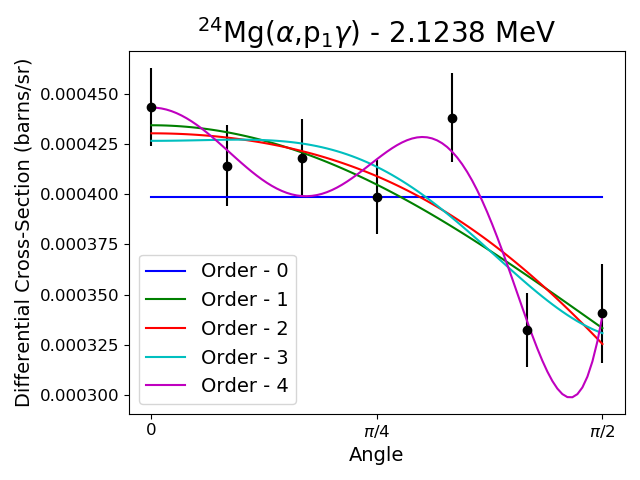 ²⁴Mg(α,p₁γ) - 2.1238 MeV
Differential Cross-Section (barns/sr)
0.000450
0.000425
0.000400
0.000375
0.000350
0.000325
0.000300
Order - 0
Order - 1
Order - 2
Order - 3
Order - 4
0
π/4
π/2
Angle